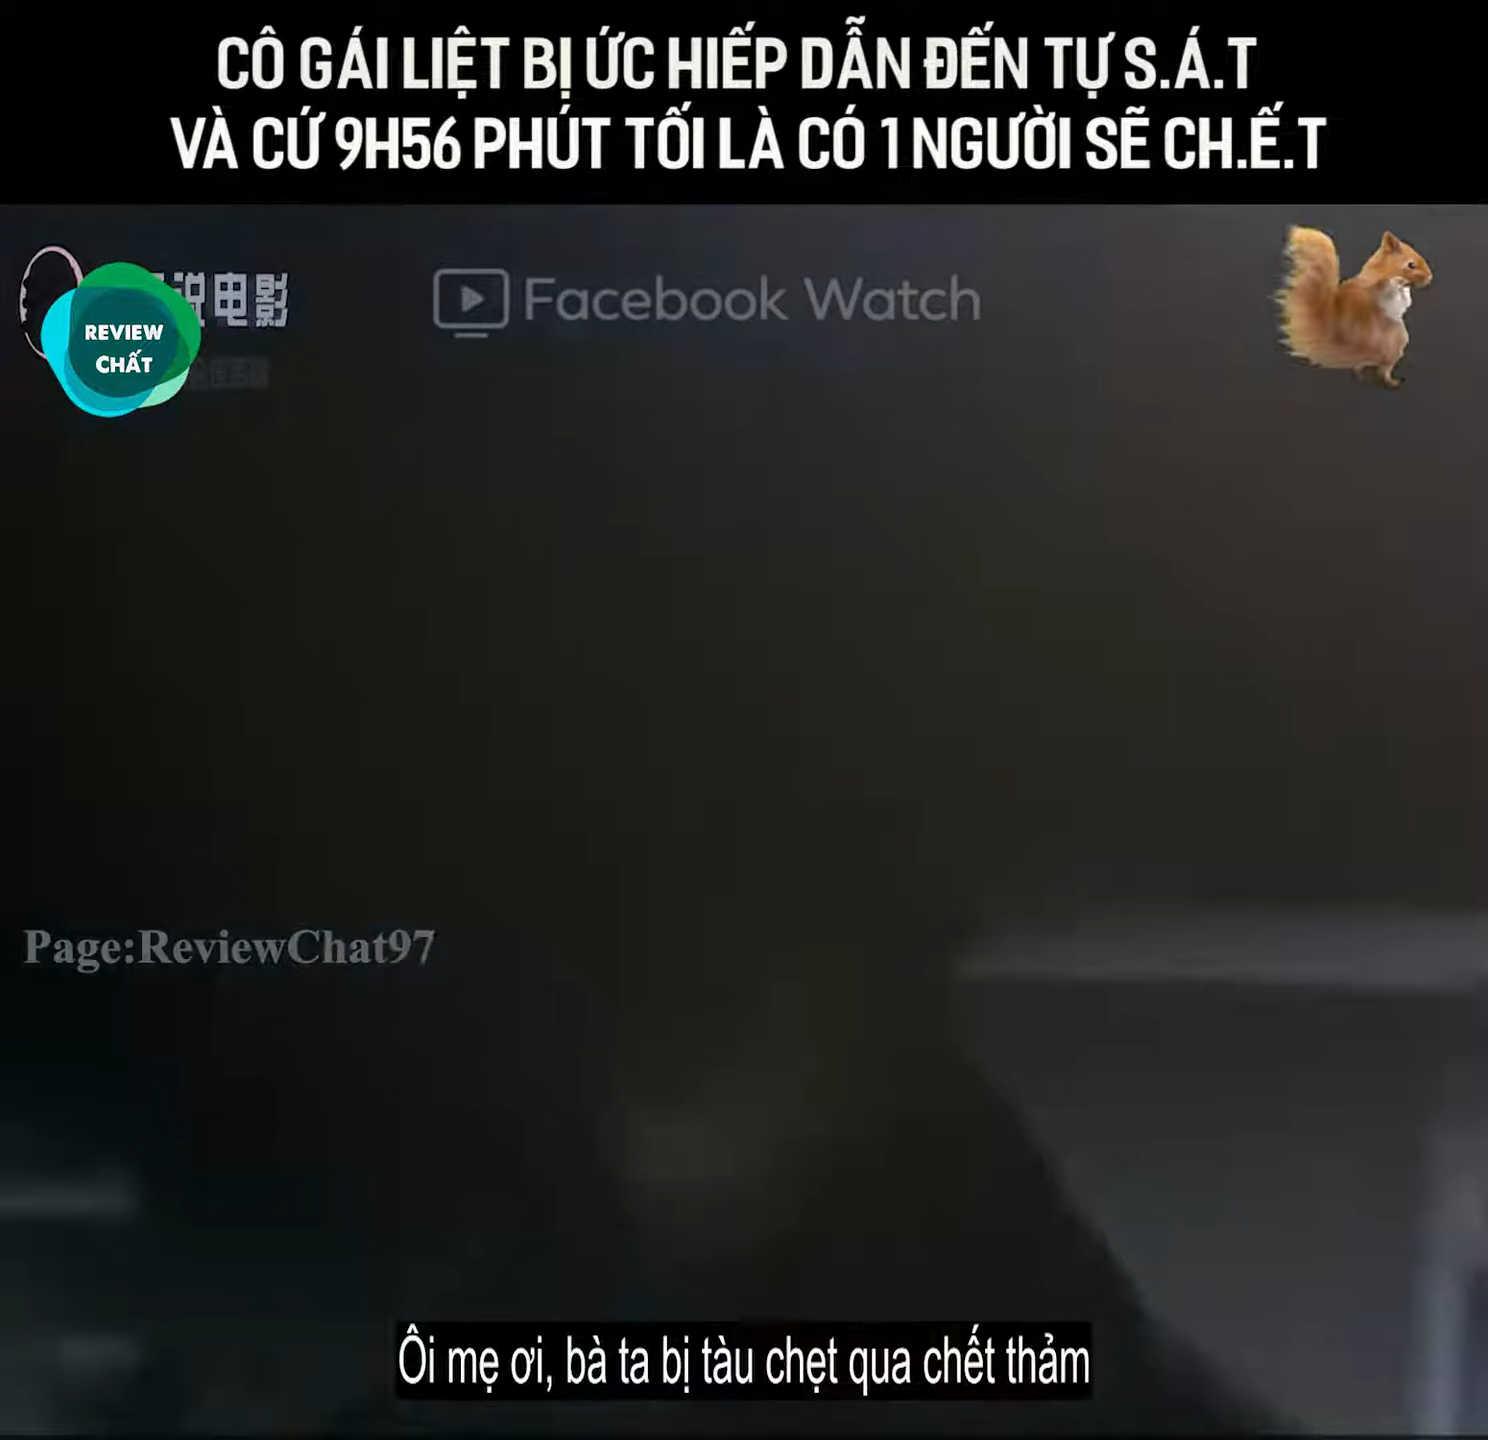 CÔ GÁI LIỆT BỊ ỨC HIẾP DẪN ĐẾN TỰ S.Á.T
VÀ CỨ 9H56 PHÚT TỐI LÀ CÓ 1 NGƯỜI SẼ CH.Ế.T
说电影
Facebook Watch
REVIEW
CHẤT
Page:ReviewChat97
Ôi mẹ ơi, bà ta bị tàu chẹt qua chết thảm